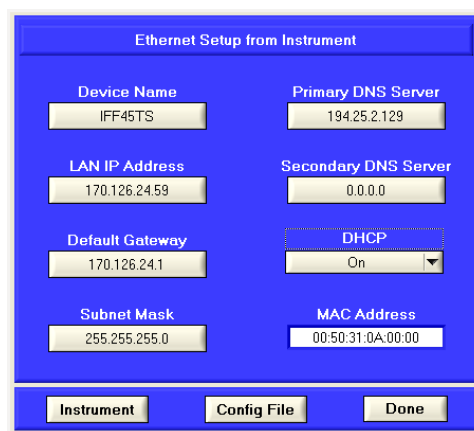 Ethernet Setup from Instrument
Device Name
IFF45TS
Primary DNS Server
194.25.2.129
LAN IP Address
170.126.24.59
Secondary DNS Server
0.0.0.0
Default Gateway
170.126.24.1
DHCP
On
Subnet Mask
255.255.255.0
MAC Address
00:50:31:0A:00:00
Instrument
Config File
Done